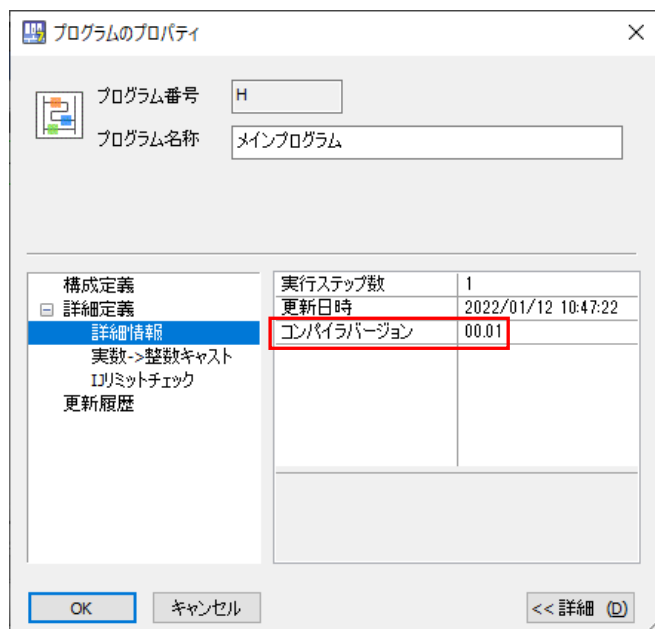 プログラムのプロパティ
プログラム番号 H
プログラム名称 メインプログラム
構成定義
詳細定義
詳細情報
実数->整数キャスト
IJリミットチェック
更新履歴
実行ステップ数 1
更新日時 2022/01/12 10:47:22
コンパイラバージョン 00.01
OK
キャンセル
<< 詳細 (D)